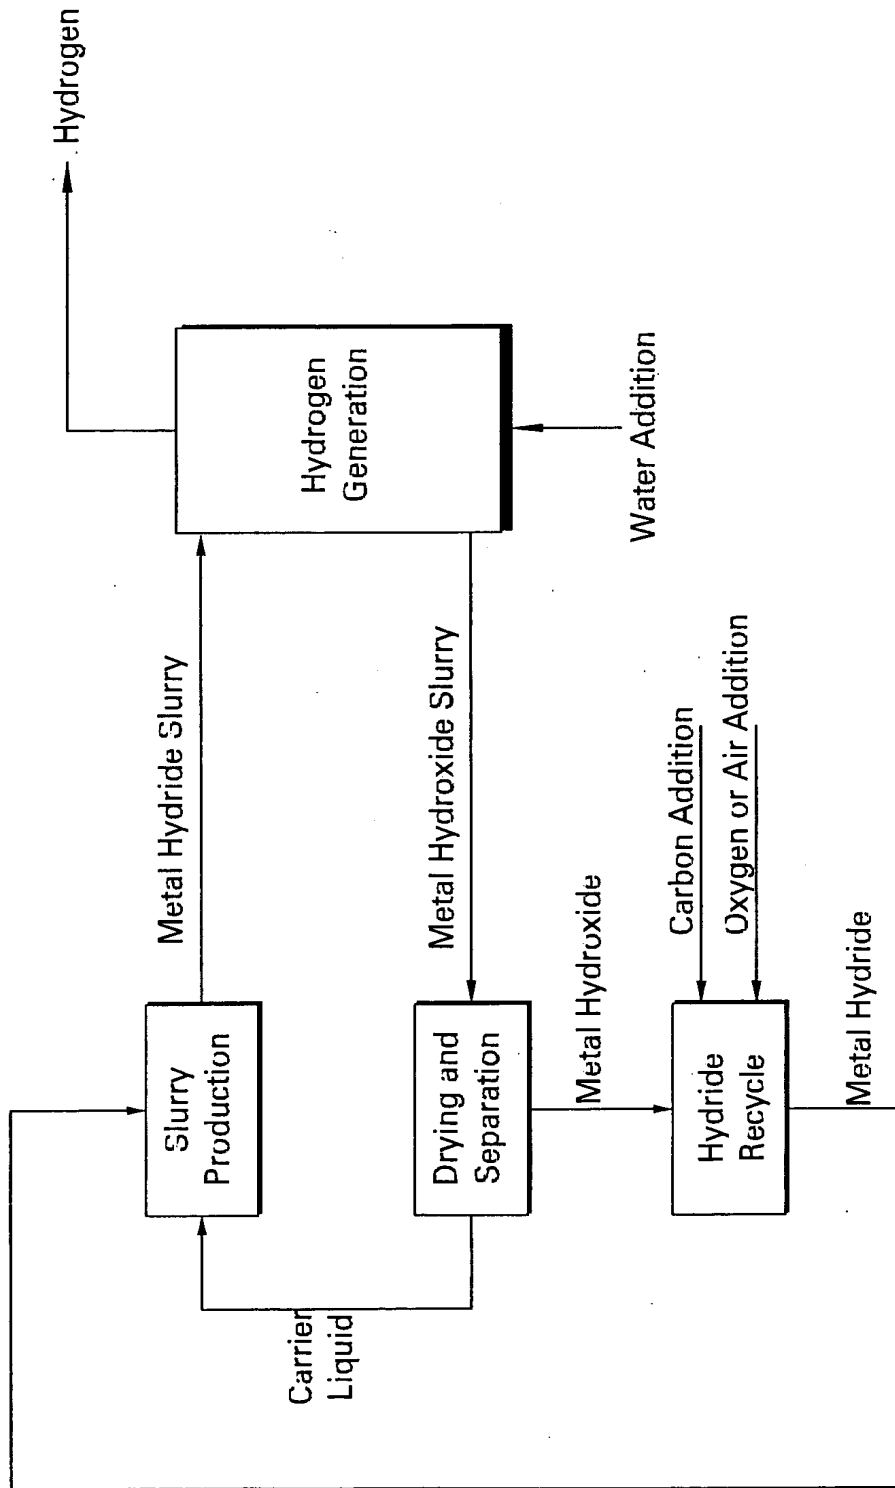 Hydrogen
Hydrogen
Generation
Water Addition
Metal Hydride Slurry
Metal Hydroxide Slurry
Slurry
Production
Drying and
Separation
Carrier
Liquid
Metal Hydroxide
Carbon Addition
Oxygen or Air Addition
Hydride
Recycle
Metal Hydride